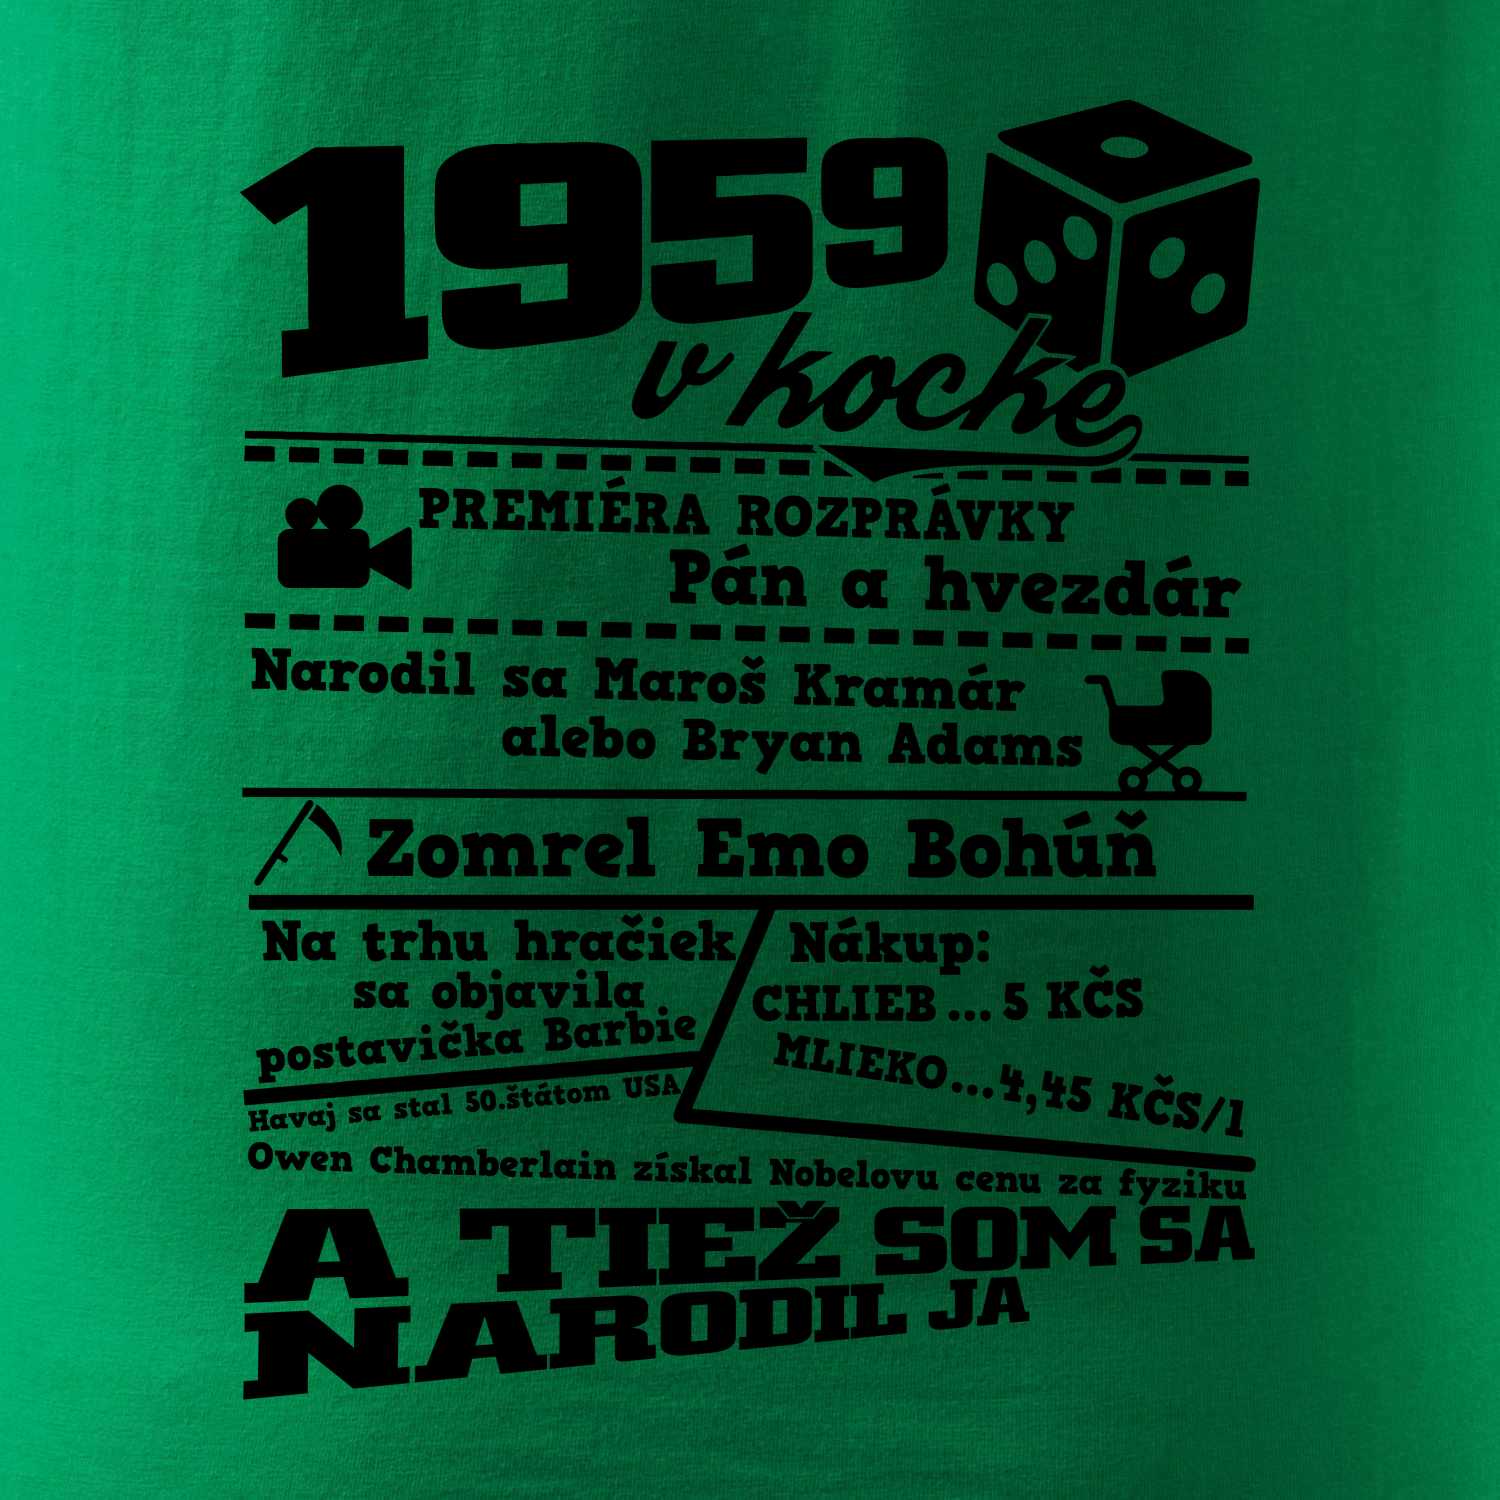 1959
v kocke
PREMIÉRA ROZPRÁVKY
Pán a hvezdár
Narodil sa Maroš Kramár
alebo Bryan Adams
Zomrel Emo Bohúň
Na trhu hračiek
sa objavila
postavička Barbie
Nákup:
CHLIEB...5 KČS
MLIEKO...4,45 KČS/l
Havaj sa stal 50.štátom USA
Owen Chamberlain získal Nobelovu cenu za fyziku
A TIEŽ SOM SA
NARODIL JA